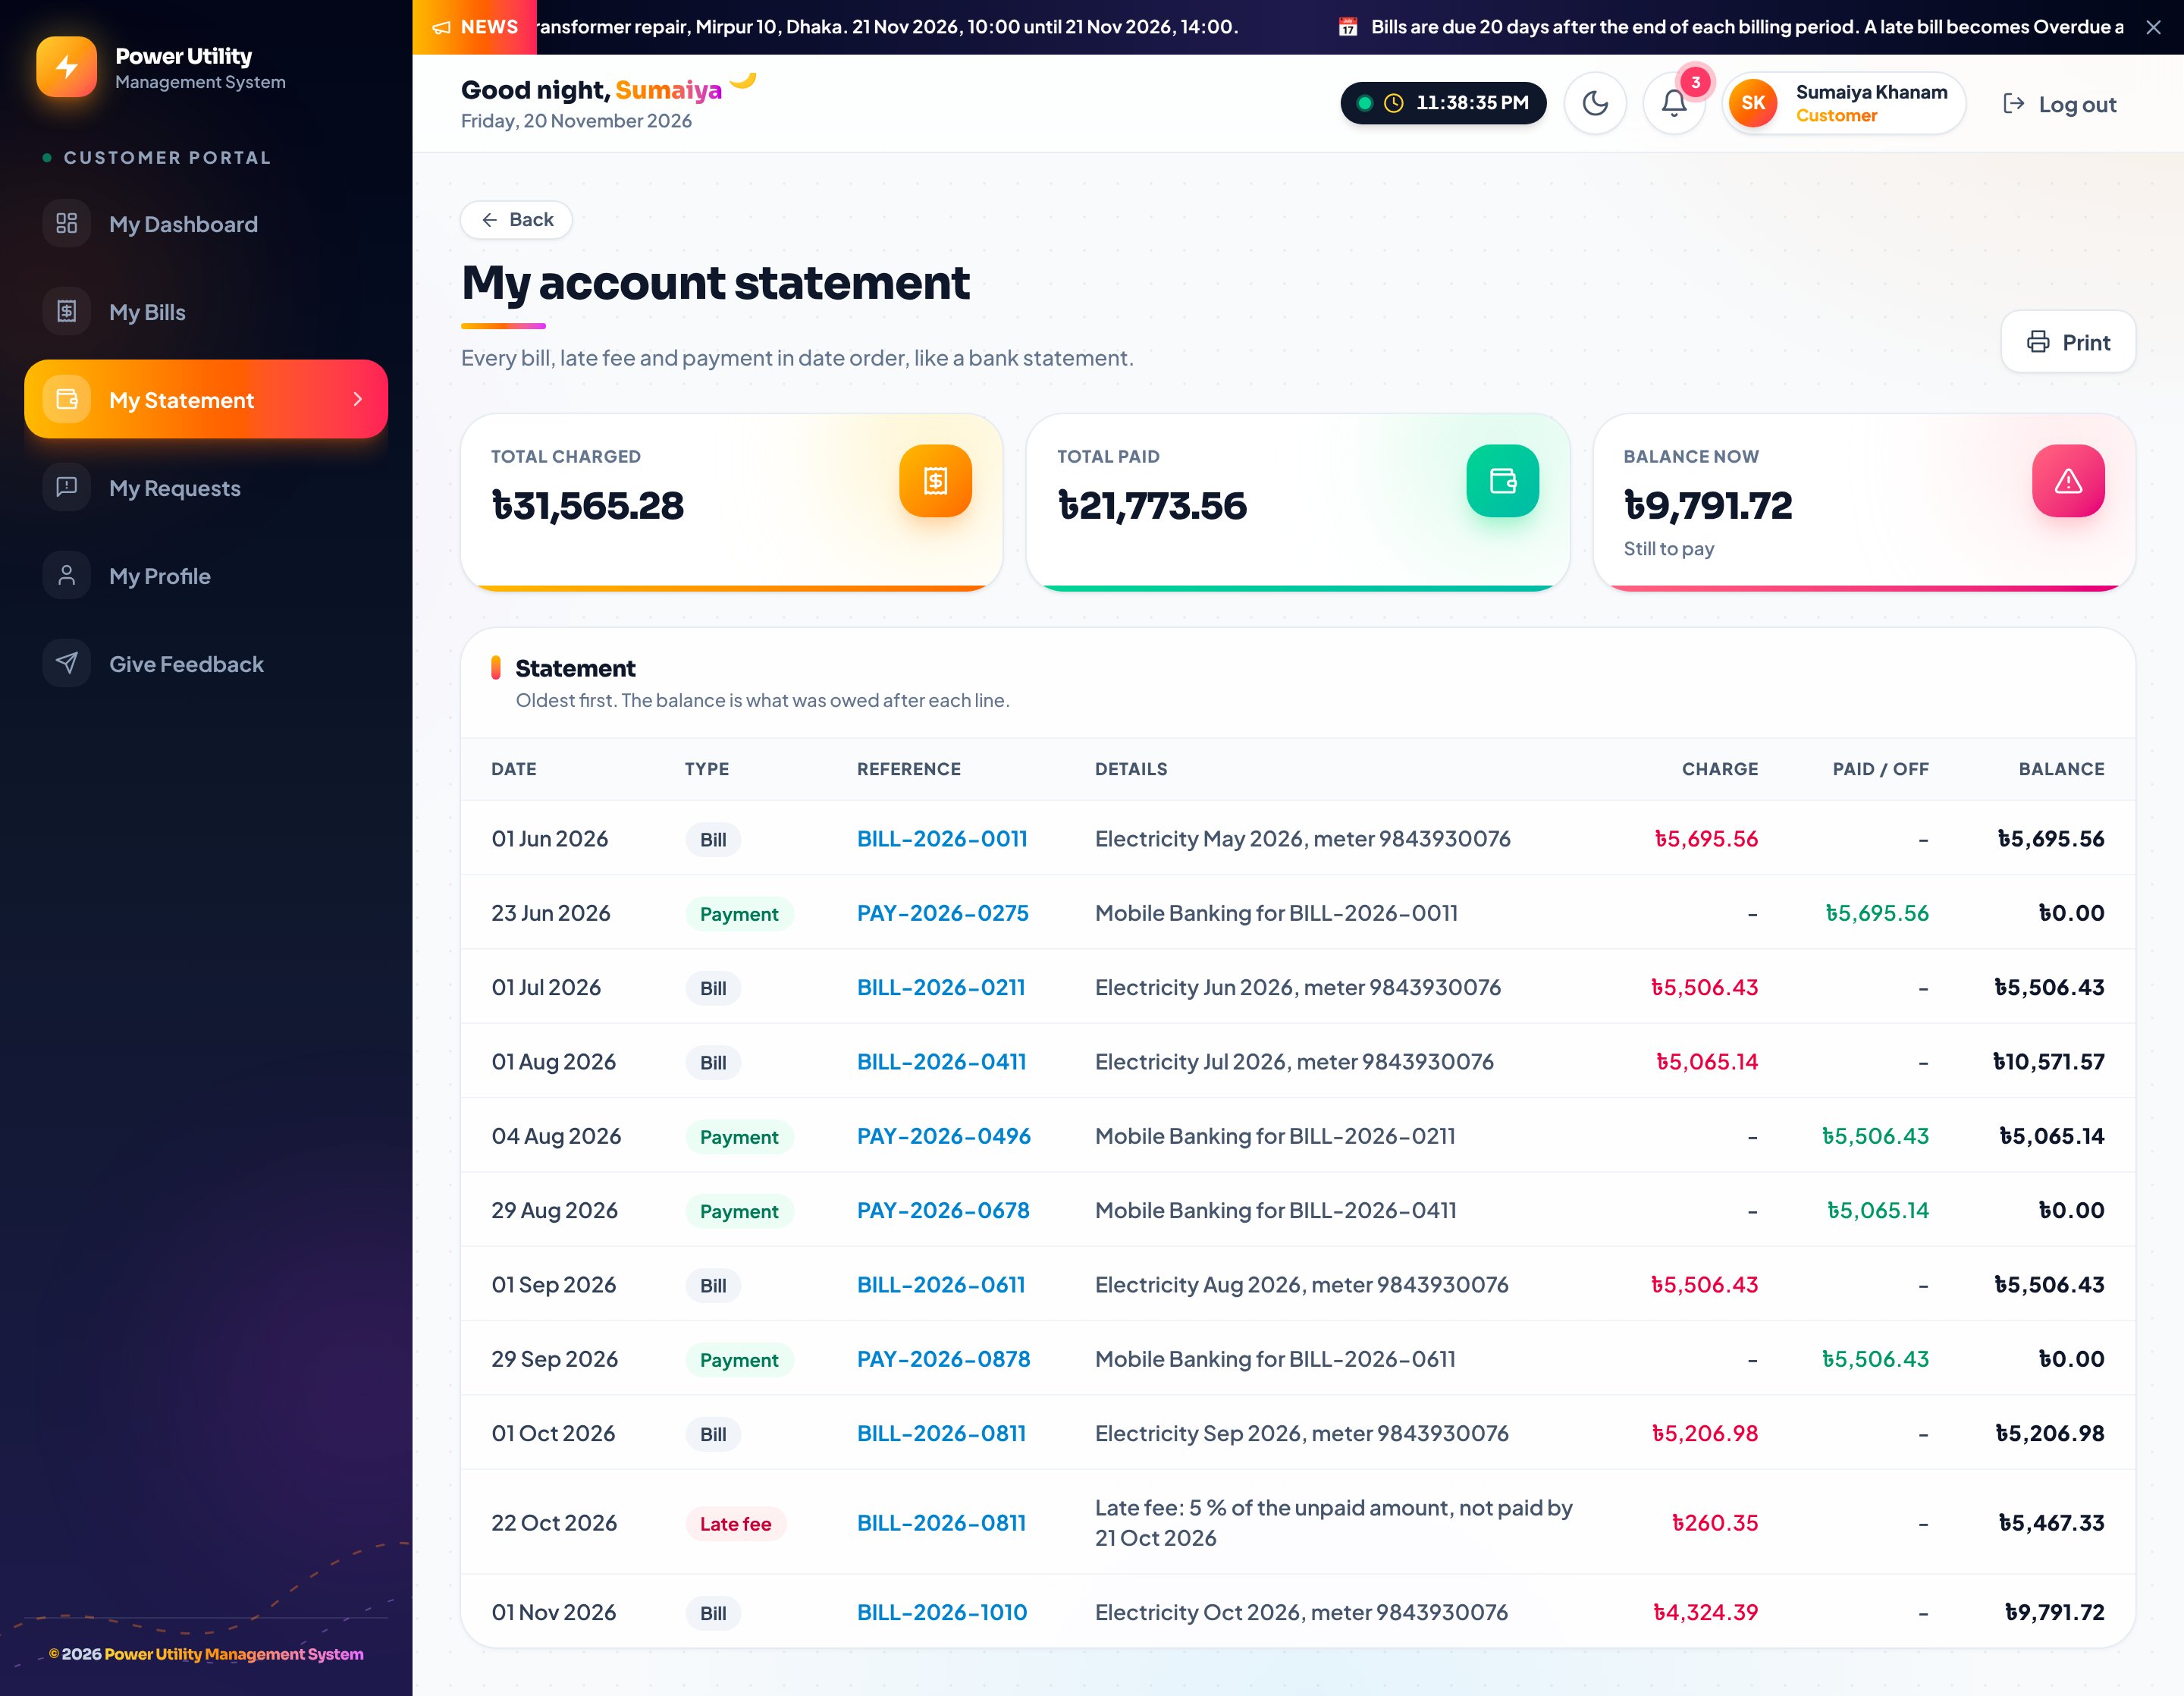 Power Utility
Management System
CUSTOMER PORTAL
My Dashboard
My Bills
My Statement
My Requests
My Profile
Give Feedback
© 2026 Power Utility Management System
NEWS
ransformer repair, Mirpur 10, Dhaka. 21 Nov 2026, 10:00 until 21 Nov 2026, 14:00.
Bills are due 20 days after the end of each billing period. A late bill becomes Overdue a
Good night, Sumaiya
Friday, 20 November 2026
11:38:35 PM
3
SK
Sumaiya Khanam
Customer
Log out
Back
My account statement
Every bill, late fee and payment in date order, like a bank statement.
Print
TOTAL CHARGED
৳31,565.28
TOTAL PAID
৳21,773.56
BALANCE NOW
৳9,791.72
Still to pay
Statement
Oldest first. The balance is what was owed after each line.
DATE TYPE REFERENCE DETAILS CHARGE PAID / OFF BALANCE
01 Jun 2026 Bill BILL-2026-0011 Electricity May 2026, meter 9843930076 ৳5,695.56 - ৳5,695.56
23 Jun 2026 Payment PAY-2026-0275 Mobile Banking for BILL-2026-0011 - ৳5,695.56 ৳0.00
01 Jul 2026 Bill BILL-2026-0211 Electricity Jun 2026, meter 9843930076 ৳5,506.43 - ৳5,506.43
01 Aug 2026 Bill BILL-2026-0411 Electricity Jul 2026, meter 9843930076 ৳5,065.14 - ৳10,571.57
04 Aug 2026 Payment PAY-2026-0496 Mobile Banking for BILL-2026-0211 - ৳5,506.43 ৳5,065.14
29 Aug 2026 Payment PAY-2026-0678 Mobile Banking for BILL-2026-0411 - ৳5,065.14 ৳0.00
01 Sep 2026 Bill BILL-2026-0611 Electricity Aug 2026, meter 9843930076 ৳5,506.43 - ৳5,506.43
29 Sep 2026 Payment PAY-2026-0878 Mobile Banking for BILL-2026-0611 - ৳5,506.43 ৳0.00
01 Oct 2026 Bill BILL-2026-0811 Electricity Sep 2026, meter 9843930076 ৳5,206.98 - ৳5,206.98
22 Oct 2026 Late fee BILL-2026-0811 Late fee: 5 % of the unpaid amount, not paid by
21 Oct 2026 ৳260.35 - ৳5,467.33
01 Nov 2026 Bill BILL-2026-1010 Electricity Oct 2026, meter 9843930076 ৳4,324.39 - ৳9,791.72